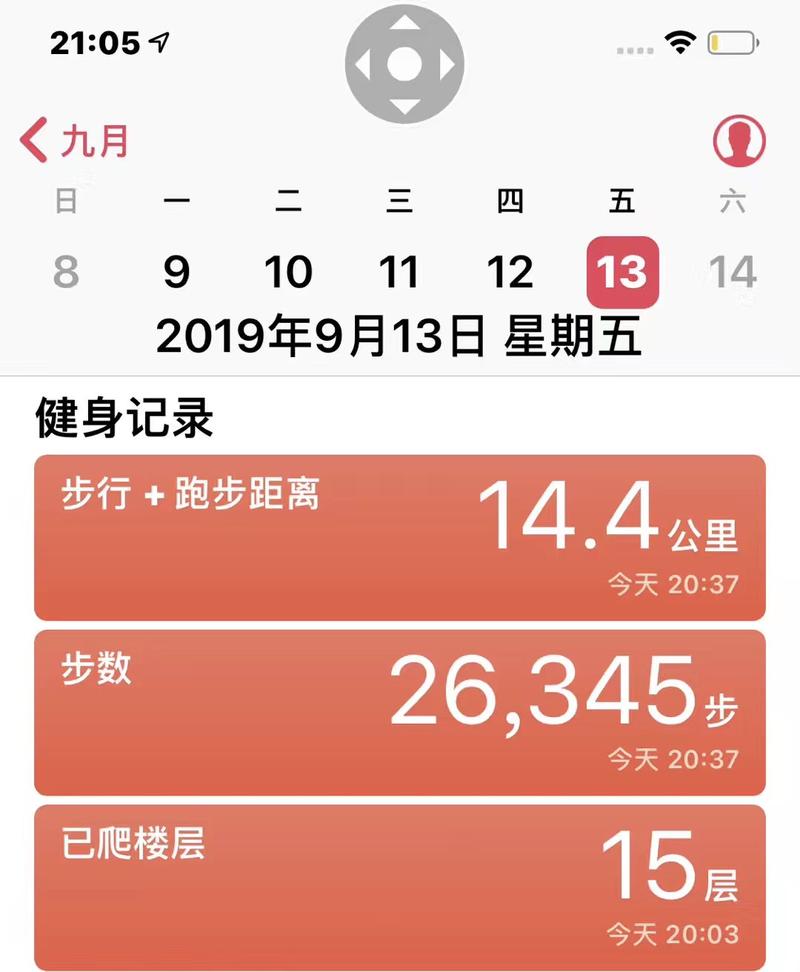 21:05
九月
日 一 二 三 四 五 六
8 9 10 11 12 13 14
2019年9月13日 星期五
健身记录
步行 + 跑步距离
14.4公里
今天 20:37
步数
26,345步
今天 20:37
已爬楼层
15层
今天 20:03